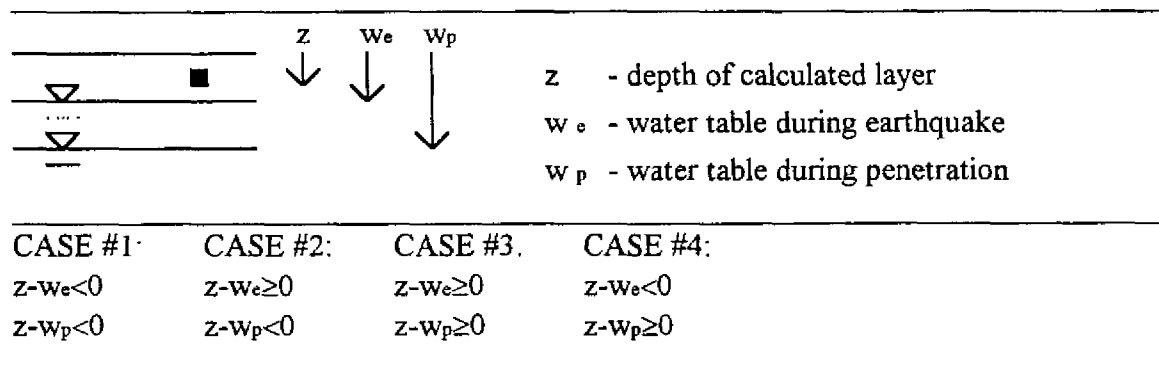 z We Wp
z - depth of calculated layer
w e - water table during earthquake
w p - water table during penetration
CASE #1: CASE #2: CASE #3. CASE #4:
z-we<0 z-we≥0 z-we≥0 z-we<0
z-wp<0 z-wp<0 z-wp≥0 z-wp≥0